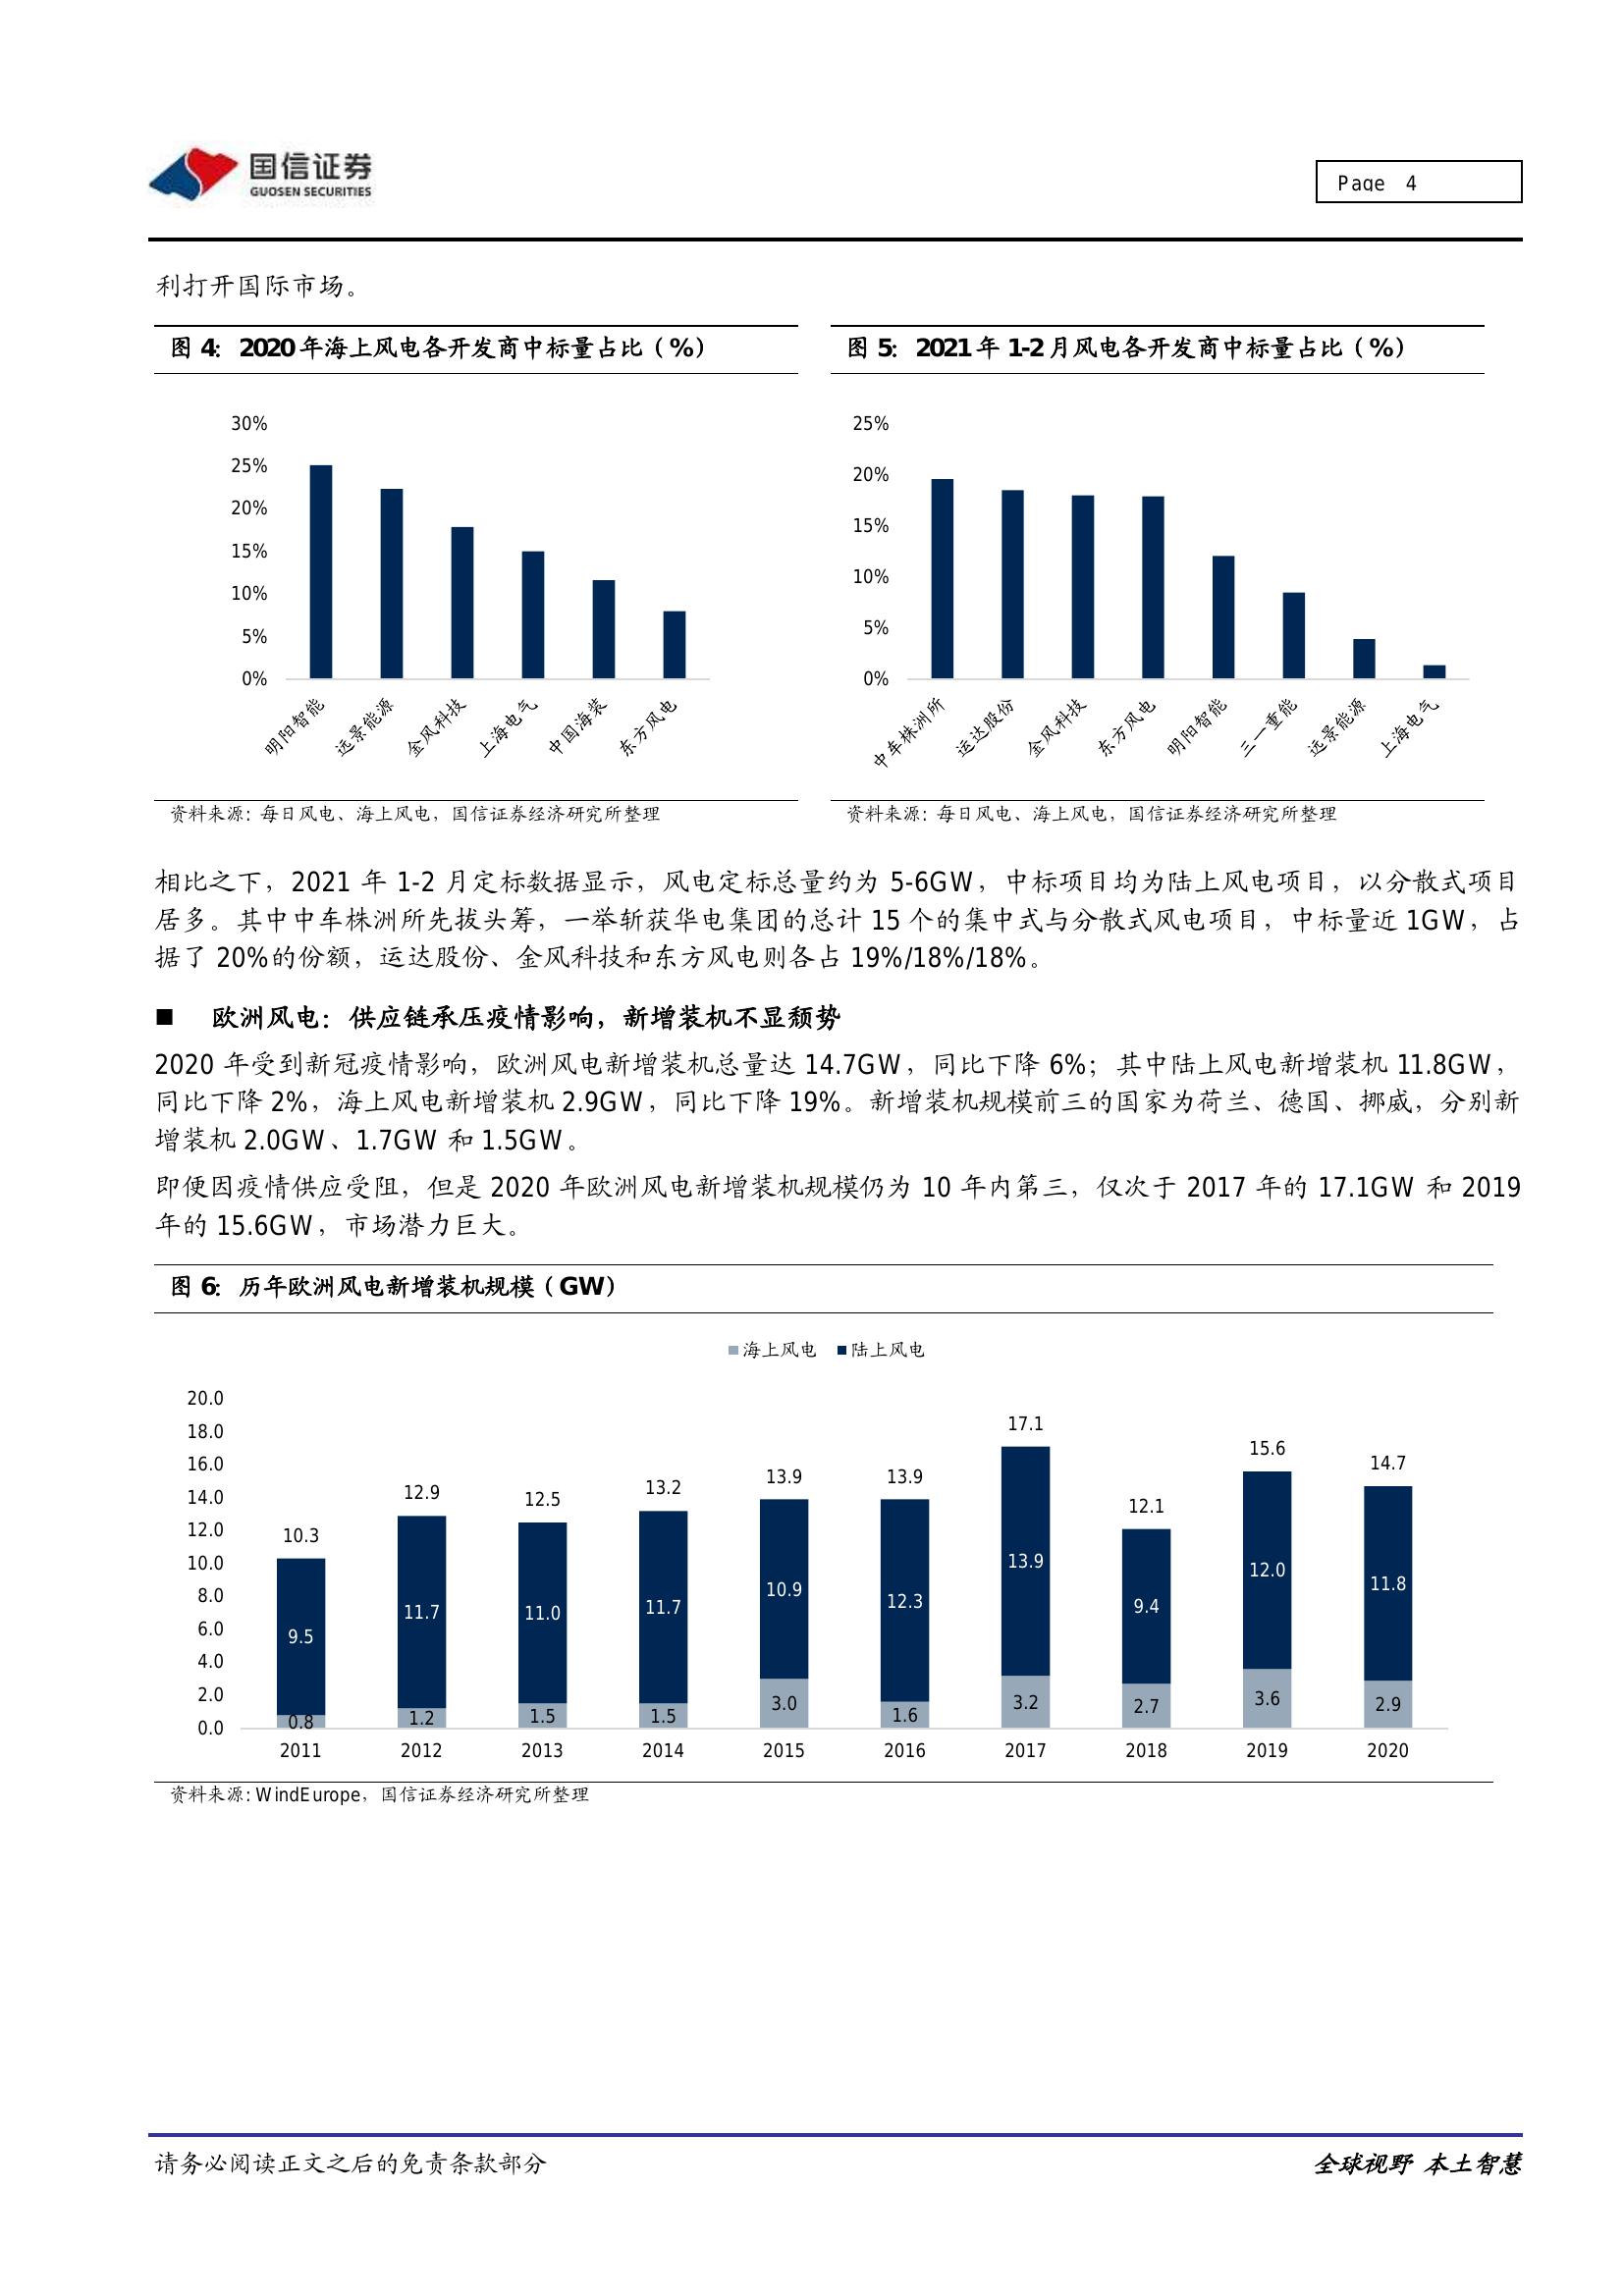 国信证券
GUOSEN SECURITIES
Page 4
利打开国际市场。
图 4: 2020 年海上风电各开发商中标量占比（%）
30%
25%
20%
15%
10%
5%
0%
明阳智能
远景能源
金风科技
上海电气
中国海装
东方风电
资料来源：每日风电、海上风电，国信证券经济研究所整理
图 5: 2021 年 1-2 月风电各开发商中标量占比（%）
25%
20%
15%
10%
5%
0%
中车株洲所
运达股份
金风科技
东方风电
明阳智能
三一重能
远景能源
上海电气
资料来源：每日风电、海上风电，国信证券经济研究所整理
相比之下，2021 年 1-2 月定标数据显示，风电定标总量约为 5-6GW，中标项目均为陆上风电项目，以分散式项目
居多。其中中车株洲所先拔头筹，一举斩获华电集团的总计 15 个的集中式与分散式风电项目，中标量近 1GW，占
据了 20%的份额，运达股份、金风科技和东方风电则各占 19%/18%/18%。
■ 欧洲风电：供应链承压疫情影响，新增装机不显颓势
2020 年受到新冠疫情影响，欧洲风电新增装机总量达 14.7GW，同比下降 6%；其中陆上风电新增装机 11.8GW，
同比下降 2%，海上风电新增装机 2.9GW，同比下降 19%。新增装机规模前三的国家为荷兰、德国、挪威，分别新
增装机 2.0GW、1.7GW 和 1.5GW。
即便因疫情供应受阻，但是 2020 年欧洲风电新增装机规模仍为 10 年内第三，仅次于 2017 年的 17.1GW 和 2019
年的 15.6GW，市场潜力巨大。
图 6: 历年欧洲风电新增装机规模（GW）
海上风电 陆上风电
20.0
18.0
16.0
14.0
12.0
10.0
8.0
6.0
4.0
2.0
0.0
10.3 12.9 12.5 13.2 13.9 13.9 17.1 12.1 15.6 14.7
9.5 11.7 11.0 11.7 10.9 12.3 13.9 9.4 12.0 11.8
0.8 1.2 1.5 1.5 3.0 1.6 3.2 2.7 3.6 2.9
2011 2012 2013 2014 2015 2016 2017 2018 2019 2020
资料来源: WindEurope，国信证券经济研究所整理
请务必阅读正文之后的免责条款部分
全球视野 本土智慧